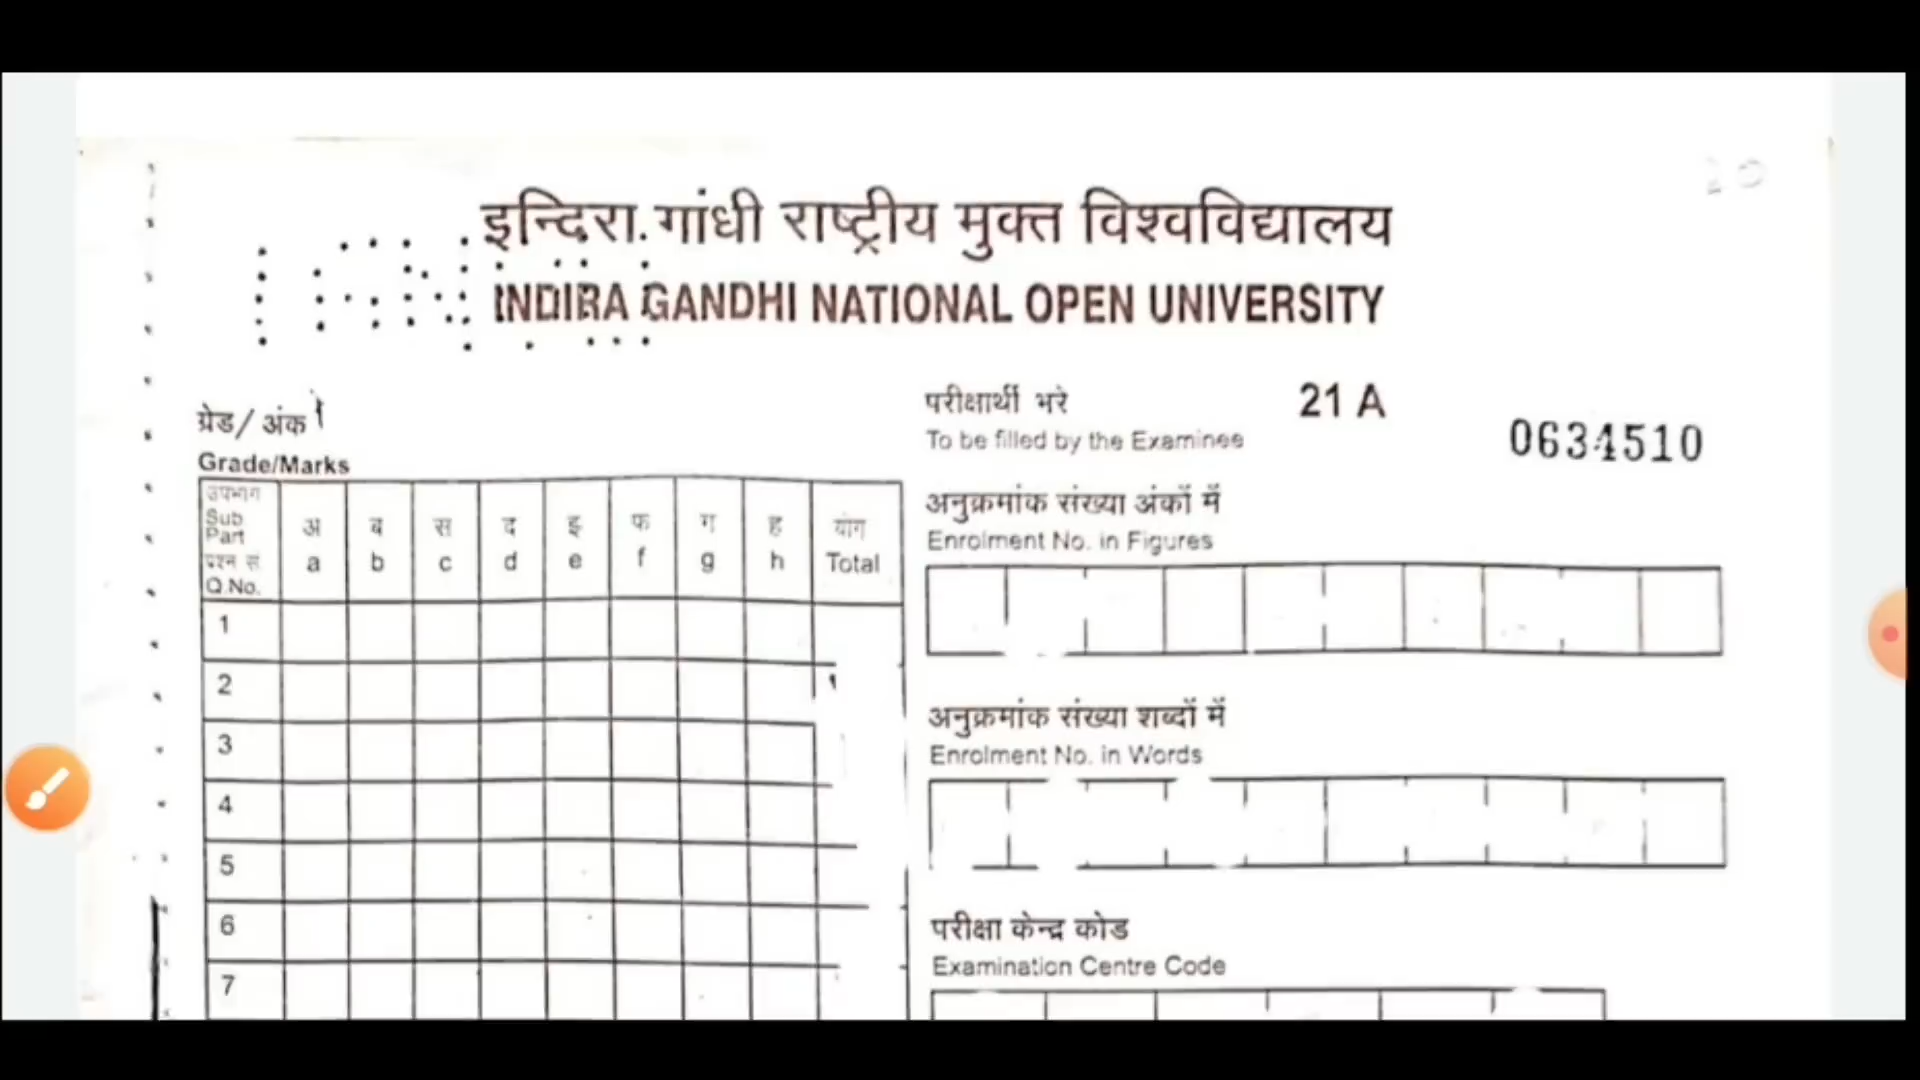 इन्दिरा गांधी राष्ट्रीय मुक्त विश्वविद्यालय
INDIRA GANDHI NATIONAL OPEN UNIVERSITY
ग्रेड/ अंक
Grade/Marks
उपभाग
Sub
Part
प्रश्न सं
Q.No.
अ ब स द इ फ ग ह योग
a b c d e f g h Total
1
2
3
4
5
6
7
परीक्षार्थी भरे
21 A
To be filled by the Examinee
0634510
अनुक्रमांक संख्या अंकों में
Enrolment No. in Figures
अनुक्रमांक संख्या शब्दों में
Enrolment No. in Words
परीक्षा केन्द्र कोड
Examination Centre Code